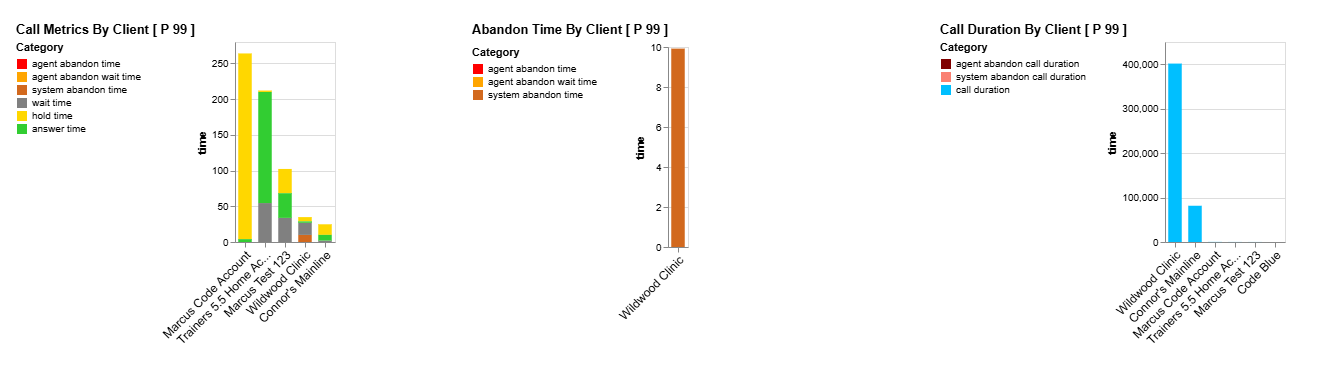 Call Metrics By Client [ P 99 ]
Category
agent abandon time
agent abandon wait time
system abandon time
wait time
hold time
answer time
time
250
200
150
100
50
0
Marcus Code Account
Trainers 5.5 Home Ac...
Marcus Test 123
Wildwood Clinic
Connor's Mainline
Abandon Time By Client [ P 99 ]
Category
agent abandon time
agent abandon wait time
system abandon time
time
10
8
6
4
2
0
Wildwood Clinic
Call Duration By Client [ P 99 ]
Category
agent abandon call duration
system abandon call duration
call duration
time
400,000
300,000
200,000
100,000
0
Wildwood Clinic
Connor's Mainline
Marcus Code Account
Trainers 5.5 Home Ac...
Marcus Test 123
Code Blue